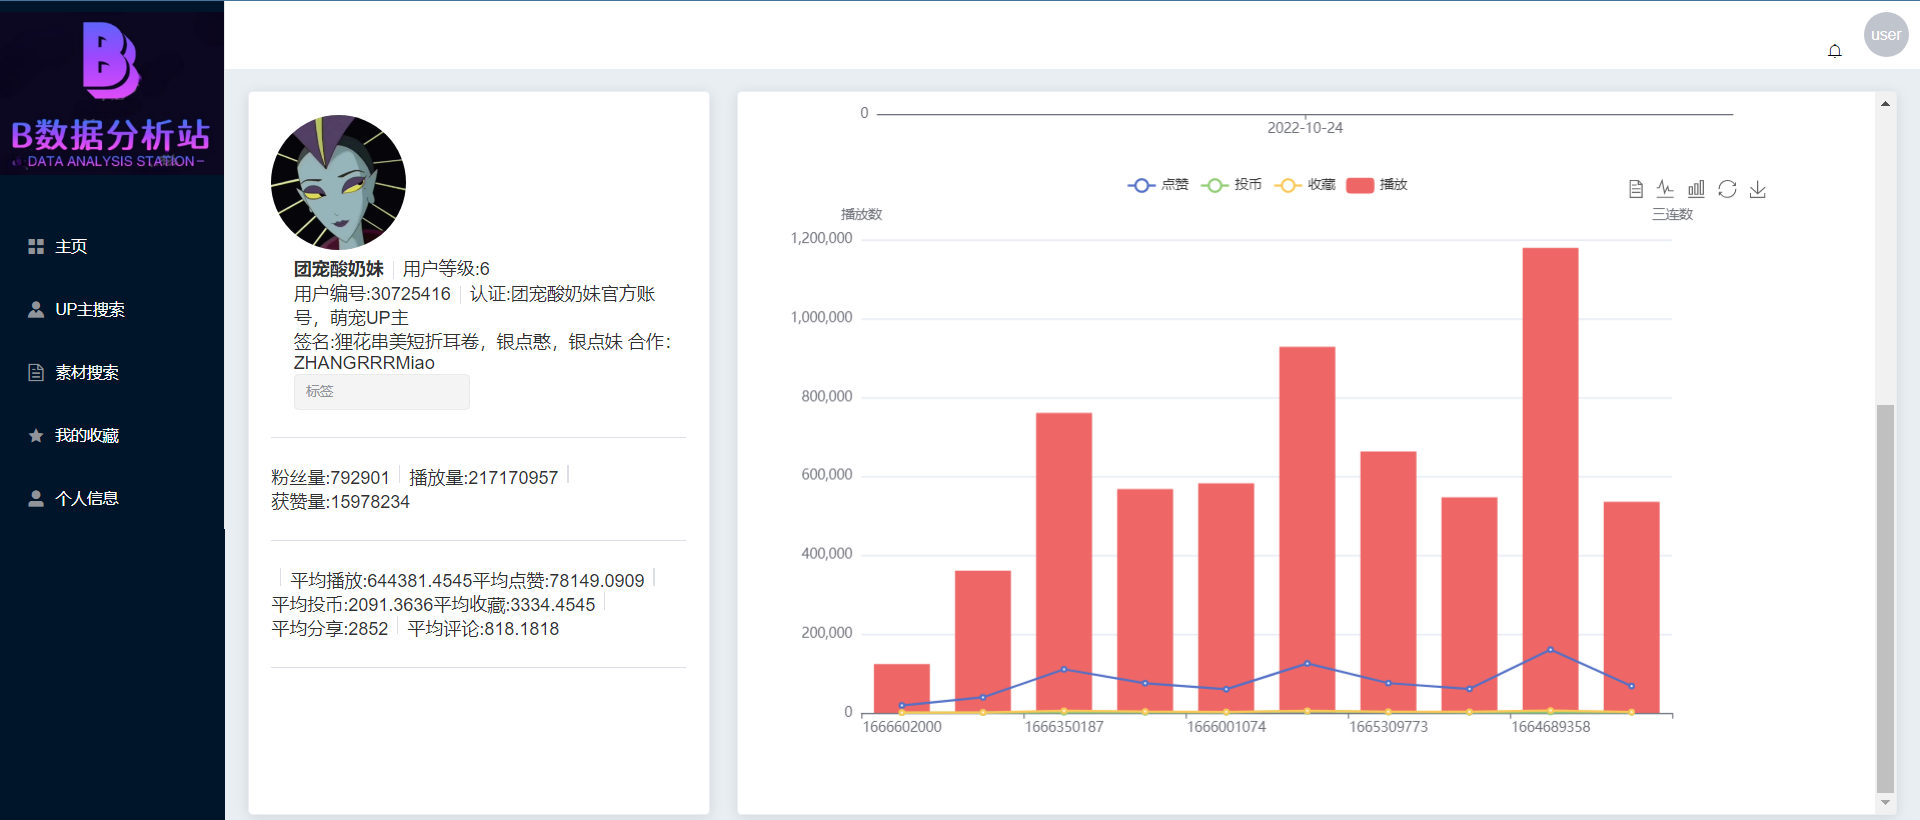 B数据分析站
DATA ANALYSIS STATION
主页
UP主搜索
素材搜索
我的收藏
个人信息
user
团宠酸奶妹 用户等级:6
用户编号:30725416 认证:团宠酸奶妹官方账
号，萌宠UP主
签名:狸花串美短折耳卷，银点憨，银点妹 合作：
ZHANGRRRMiao
标签
粉丝量:792901 播放量:217170957
获赞量:15978234
平均播放:644381.4545平均点赞:78149.0909
平均投币:2091.3636平均收藏:3334.4545
平均分享:2852 平均评论:818.1818
0
2022-10-24
点赞 投币 收藏 播放
播放数 三连数
1,200,000
1,000,000
800,000
600,000
400,000
200,000
0
1666602000 1666350187 1666001074 1665309773 1664689358